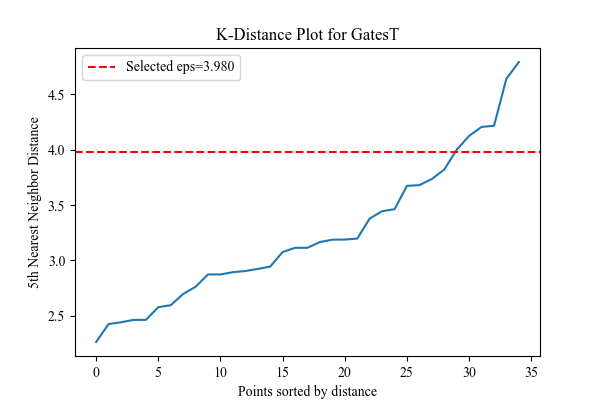 K-Distance Plot for GatesT
Selected eps=3.980
5th Nearest Neighbor Distance
4.5
4.0
3.5
3.0
2.5
0 5 10 15 20 25 30 35
Points sorted by distance